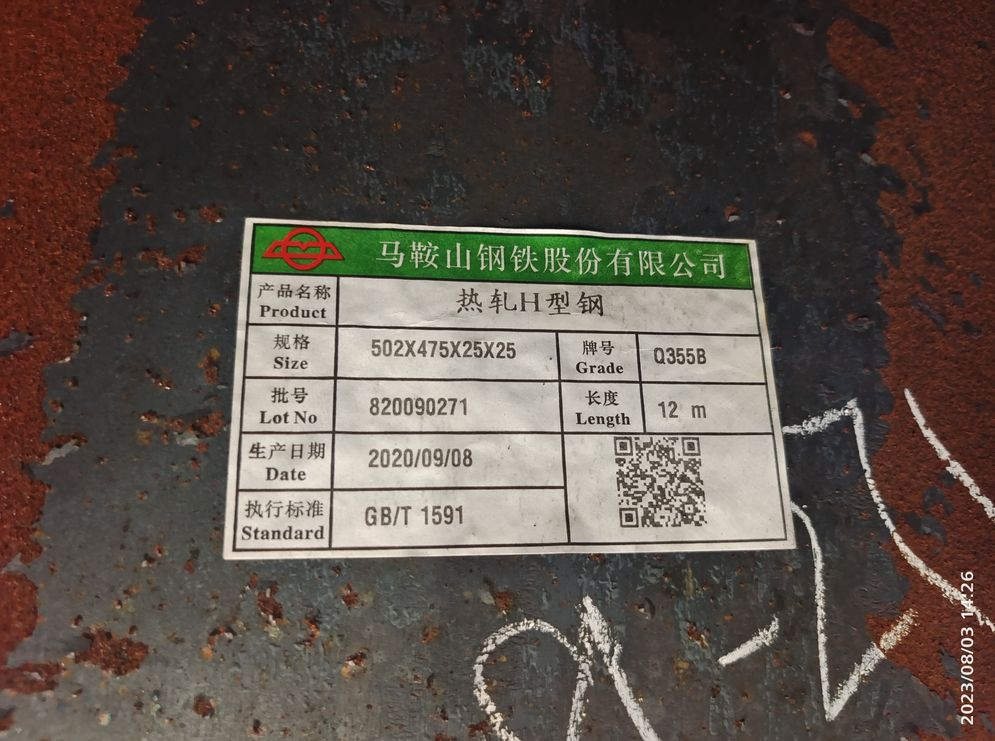 马鞍山钢铁股份有限公司
产品名称 热轧H型钢
Product
规格 502X475X25X25 牌号 Q355B
Size Grade
批号 820090271 长度 12 m
Lot No Length
生产日期 2020/09/08
Date
执行标准 GB/T 1591
Standard
2023/08/03 14:26